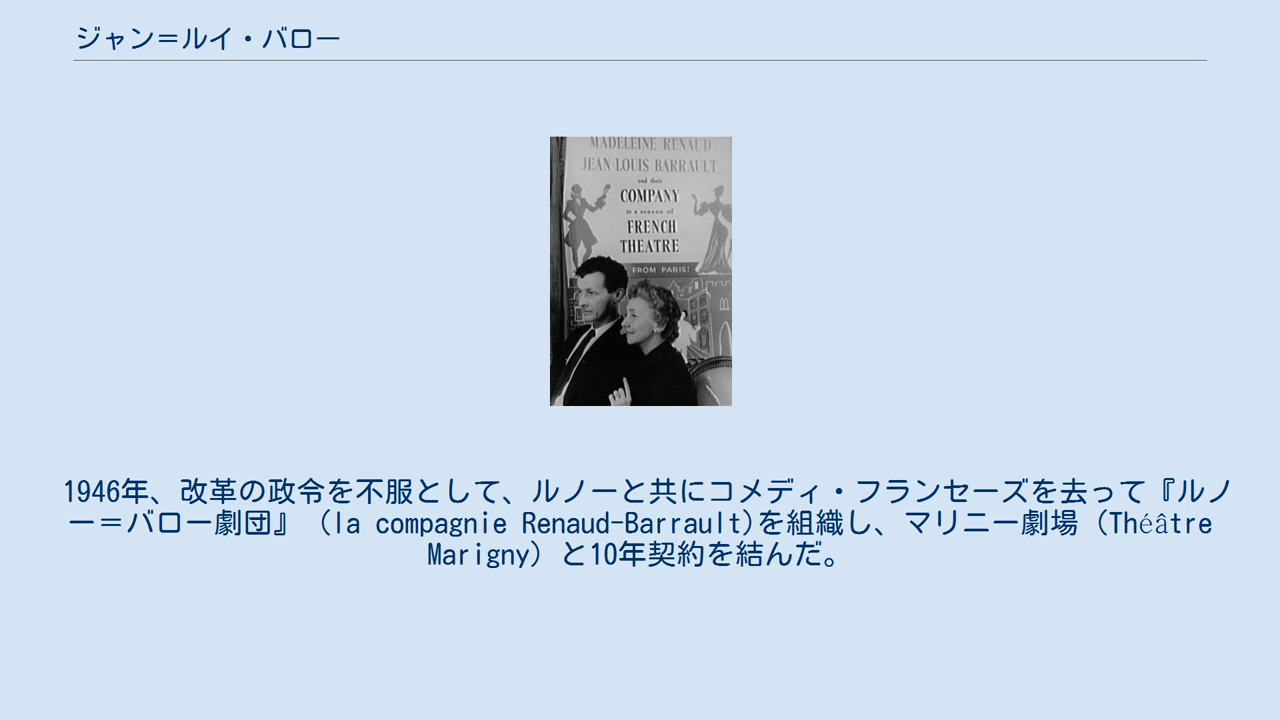 ジャン＝ルイ・バロー
MADELEINE RENAUD
JEAN-LOUIS BARRAULT
and their
COMPANY
in a season of
FRENCH
THEATRE
FROM PARIS!
1946年、改革の政令を不服として、ルノーと共にコメディ・フランセーズを去って『ルノ
ー＝バロー劇団』（la compagnie Renaud-Barrault)を組織し、マリニー劇場（Théâtre
Marigny）と10年契約を結んだ。